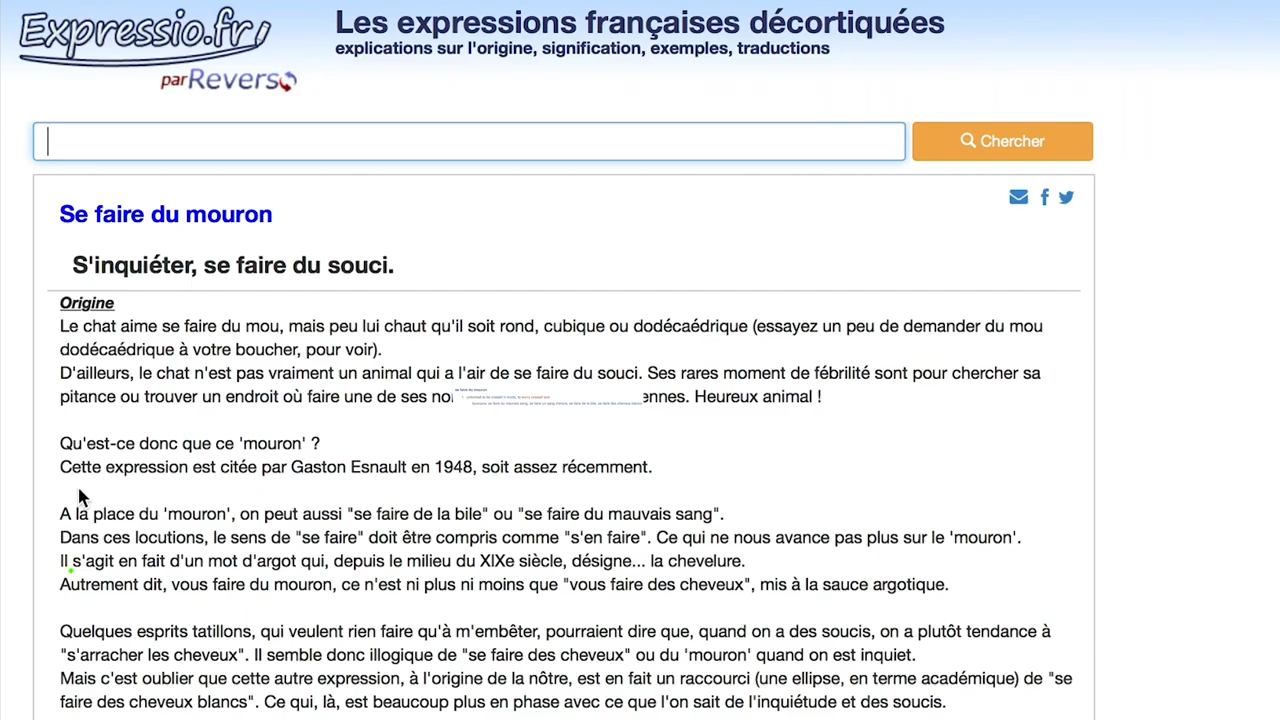 Expressio.fr
par Reverso
Les expressions françaises décortiquées
explications sur l'origine, signification, exemples, traductions
Chercher
Se faire du mouron
S'inquiéter, se faire du souci.
Origine
Le chat aime se faire du mou, mais peu lui chaut qu'il soit rond, cubique ou dodécaédrique (essayez un peu de demander du mou
dodécaédrique à votre boucher, pour voir).
D'ailleurs, le chat n'est pas vraiment un animal qui a l'air de se faire du souci. Ses rares moment de fébrilité sont pour chercher sa
pitance ou trouver un endroit où faire une de ses ennes. Heureux animal !
se faire du mouron
Qu'est-ce donc que ce 'mouron' ?
Cette expression est citée par Gaston Esnault en 1948, soit assez récemment.
A la place du 'mouron', on peut aussi "se faire de la bile" ou "se faire du mauvais sang".
Dans ces locutions, le sens de "se faire" doit être compris comme "s'en faire". Ce qui ne nous avance pas plus sur le 'mouron'.
Il s'agit en fait d'un mot d'argot qui, depuis le milieu du XIXe siècle, désigne... la chevelure.
Autrement dit, vous faire du mouron, ce n'est ni plus ni moins que "vous faire des cheveux", mis à la sauce argotique.
Quelques esprits tatillons, qui veulent rien faire qu'à m'embêter, pourraient dire que, quand on a des soucis, on a plutôt tendance à
"s'arracher les cheveux". Il semble donc illogique de "se faire des cheveux" ou du 'mouron' quand on est inquiet.
Mais c'est oublier que cette autre expression, à l'origine de la nôtre, est en fait un raccourci (une ellipse, en terme académique) de "se
faire des cheveux blancs". Ce qui, là, est beaucoup plus en phase avec ce que l'on sait de l'inquiétude et des soucis.